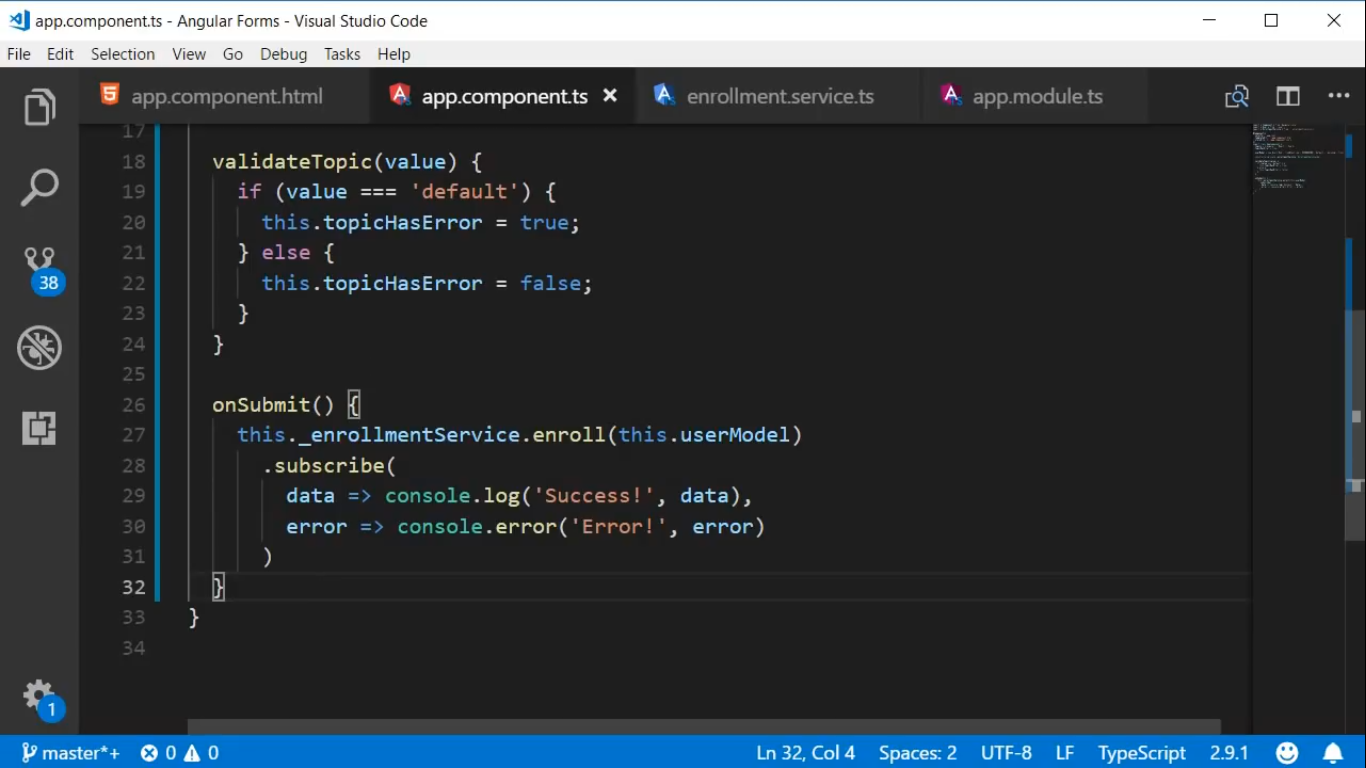 app.component.ts - Angular Forms - Visual Studio Code
File Edit Selection View Go Debug Tasks Help
app.component.html app.component.ts enrollment.service.ts app.module.ts
17
18 validateTopic(value) {
19 if (value === 'default') {
20 this.topicHasError = true;
21 } else {
22 this.topicHasError = false;
23 }
24 }
25
26 onSubmit() {
27 this._enrollmentService.enroll(this.userModel)
28 .subscribe(
29 data => console.log('Success!', data),
30 error => console.error('Error!', error)
31 )
32 }
33 }
34
38
1
master*+ 0 0 Ln 32, Col 4 Spaces: 2 UTF-8 LF TypeScript 2.9.1